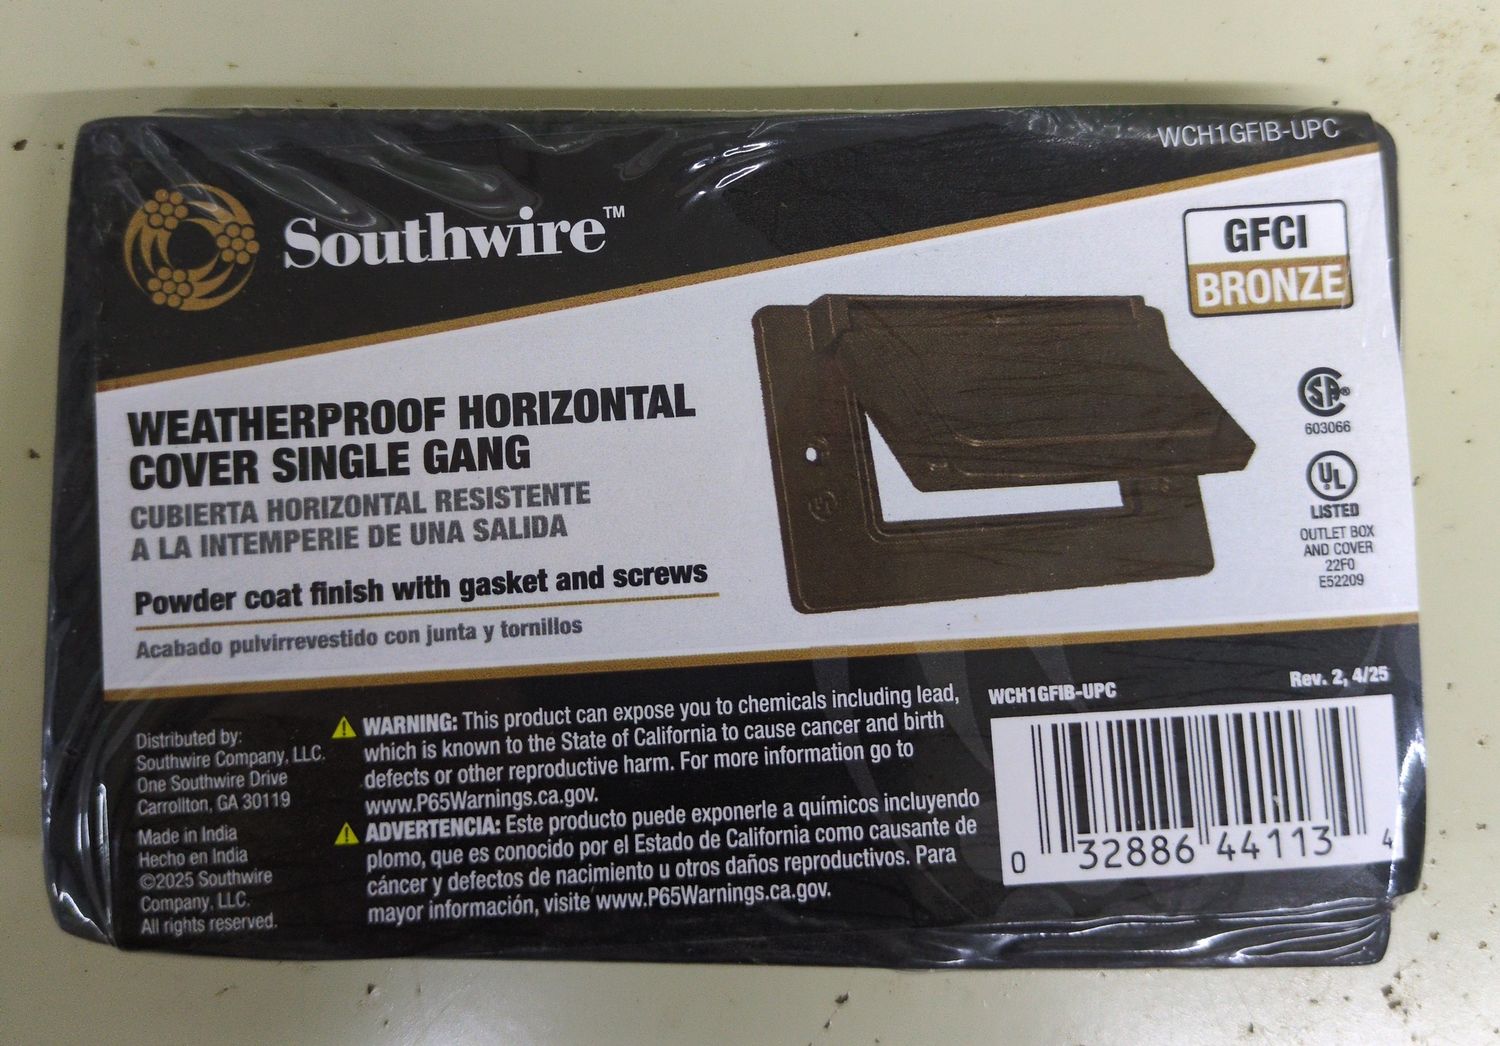 WCH1GFIB-UPC
Southwire™
GFCI
BRONZE
WEATHERPROOF HORIZONTAL
COVER SINGLE GANG
CUBIERTA HORIZONTAL RESISTENTE
A LA INTEMPERIE DE UNA SALIDA
Powder coat finish with gasket and screws
Acabado pulvirrevestido con junta y tornillos
UL
SA®
603066
UL
LISTED
OUTLET BOX
AND COVER
22F0
E52209
Distributed by:
Southwire Company, LLC.
One Southwire Drive
Carrollton, GA 30119
Made in India
Hecho en India
©2025 Southwire
Company, LLC.
All rights reserved.
WARNING: This product can expose you to chemicals including lead,
which is known to the State of California to cause cancer and birth
defects or other reproductive harm. For more information go to
www.P65Warnings.ca.gov.
ADVERTENCIA: Este producto puede exponerle a químicos incluyendo
plomo, que es conocido por el Estado de California como causante de
cáncer y defectos de nacimiento u otros daños reproductivos. Para
mayor información, visite www.P65Warnings.ca.gov.
WCH1GFIB-UPC
Rev. 2, 4/25
0 32886 44113 4